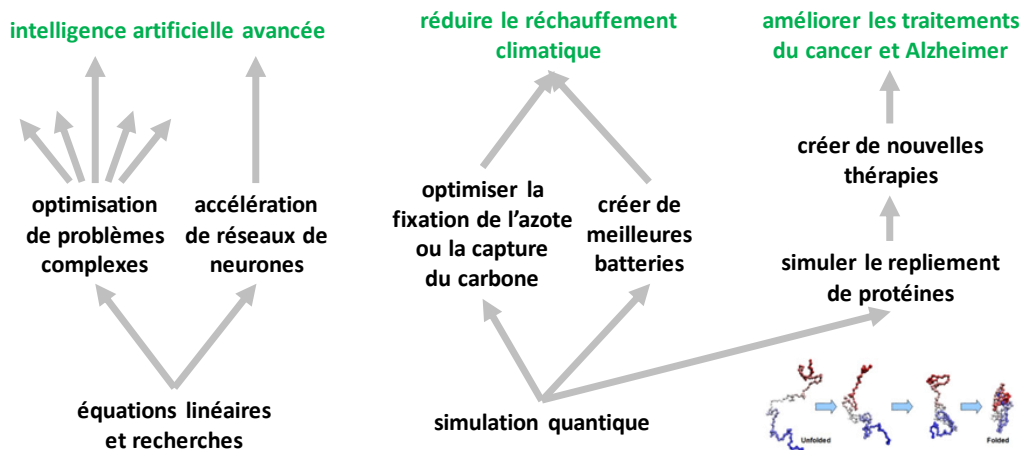 intelligence artificielle avancée
réduire le réchauffement
climatique
améliorer les traitements
du cancer et Alzheimer
optimisation
de problèmes
complexes
accélération
de réseaux de
neurones
optimiser la
fixation de l’azote
ou la capture
du carbone
créer de
meilleures
batteries
créer de nouvelles
thérapies
simuler le repliement
de protéines
équations linéaires
et recherches
simulation quantique
Unfolded
Folded